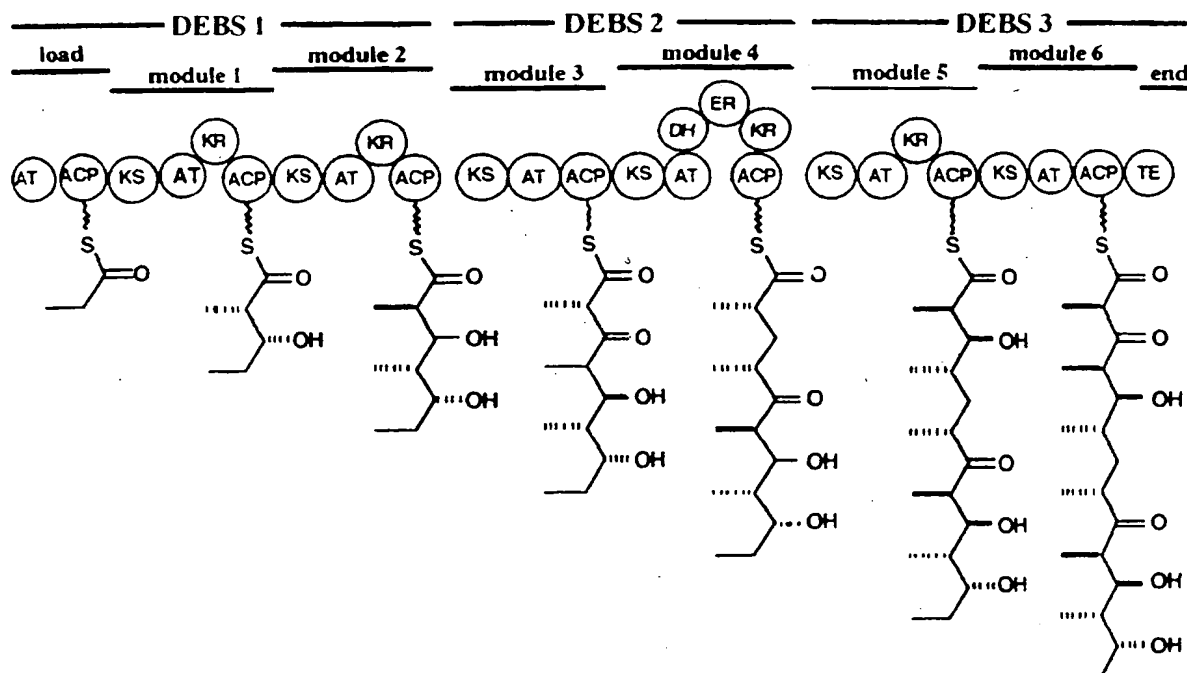 DEBS 1 DEBS 2 DEBS 3
load module 1 module 2 module 3 module 4 module 5 module 6 end
ER
KR KR DH KR KR
AT ACP KS AT ACP KS AT ACP KS AT ACP KS AT ACP KS AT ACP KS AT ACP TE
S S S S S S S
O O O O O O O
OH OH O OH O
OH OH O OH
OH OH O O
OH OH OH
OH OH
OH